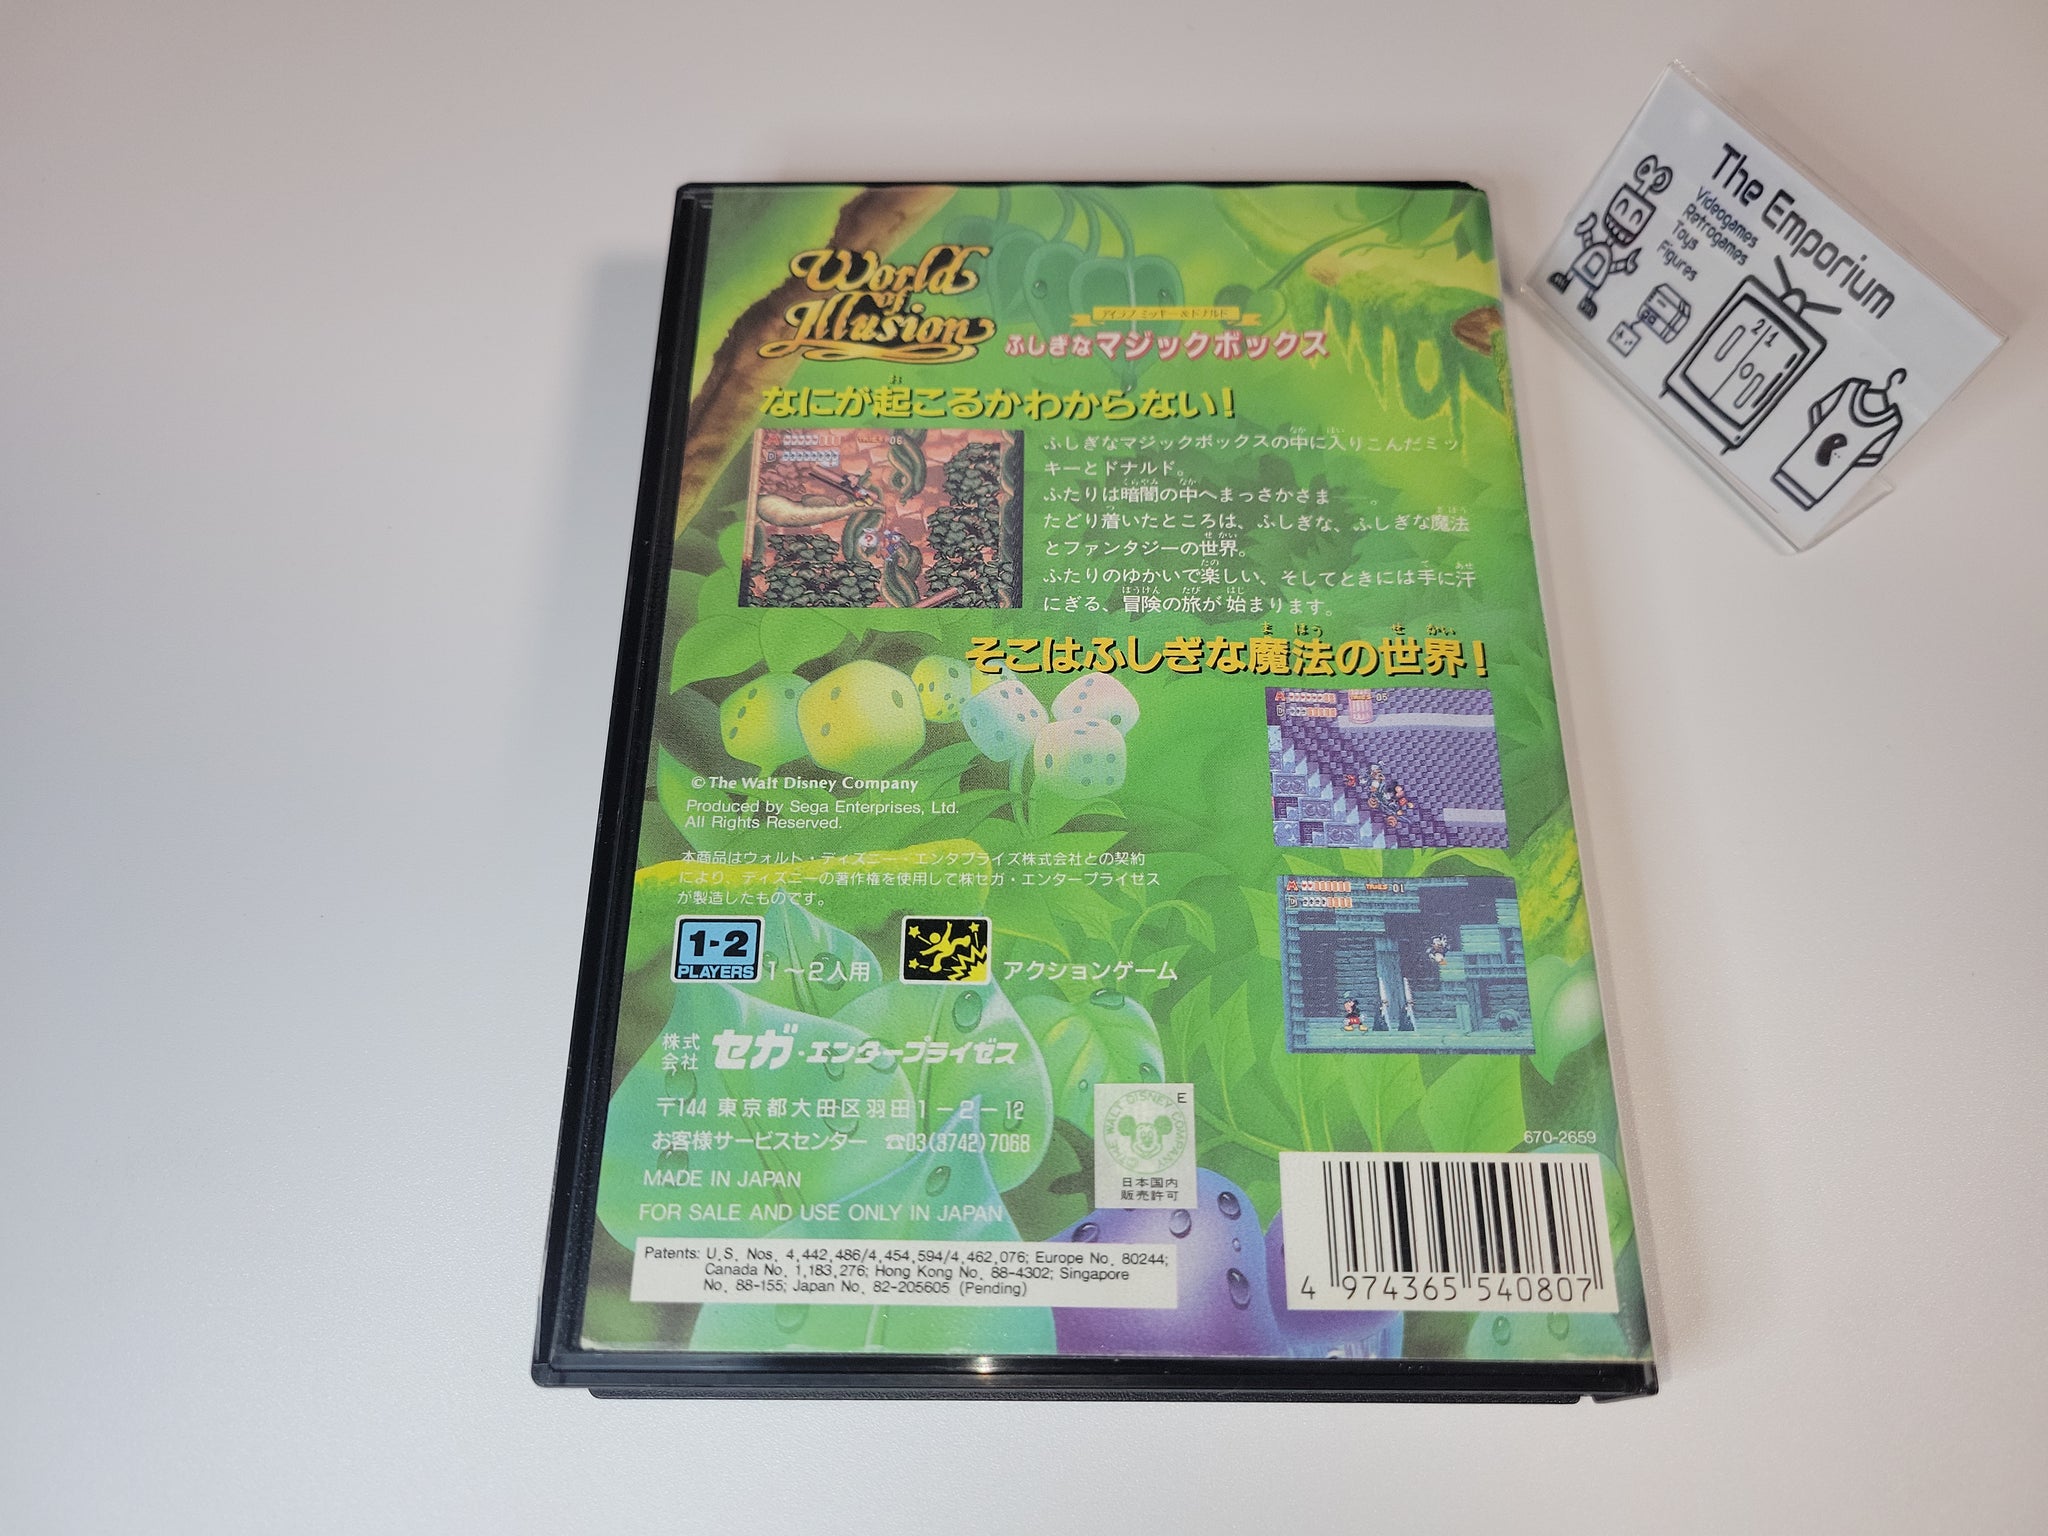 World
of
Illusion
アイラブ ミッキー&ドナルド
ふしぎなマジックボックス
なにが起こるかわからない!
ふしぎなマジックボックスの中に入りこんだミッ
キーとドナルド。
ふたりは暗闇の中へまっさかさま——。
たどり着いたところは、ふしぎな、ふしぎな魔法
とファンタジーの世界。
ふたりのゆかいで楽しい、そしてときには手に汗
にぎる、冒険の旅が始まります。
そこはふしぎな魔法の世界!
© The Walt Disney Company
Produced by Sega Enterprises, Ltd.
All Rights Reserved.
本商品はウォルト・ディズニー・エンタプライズ株式会社との契約
により、ディズニーの著作権を使用して㈱セガ・エンタープライゼス
が製造したものです。
1-2
PLAYERS
1〜2人用
アクションゲーム
株式会社 セガ・エンタープライゼス
〒144 東京都大田区羽田1-2-12
お客様サービスセンター ☎03(3742)7068
MADE IN JAPAN
FOR SALE AND USE ONLY IN JAPAN
Patents: U.S. Nos. 4,442,486/4,454,594/4,462,076; Europe No. 80244;
Canada No. 1,183,276; Hong Kong No. 88-4302; Singapore
No. 88-155; Japan No. 82-205605 (Pending)
E
© THE WALT DISNEY COMPANY
日本国内
販売許可
670-2659
4 974365 540807
The Emporium
Videogames
Retrogames
Toys
Figures